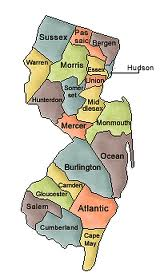 Sussex
Pas
saic
Bergen
Hudson
Warren
Morris
Essex
Union
Somer
set
Hunterdon
Mid
dlesex
Mercer
Monmouth
Ocean
Burlington
Camden
Gloucester
Salem
Atlantic
Cumberland
Cape
May